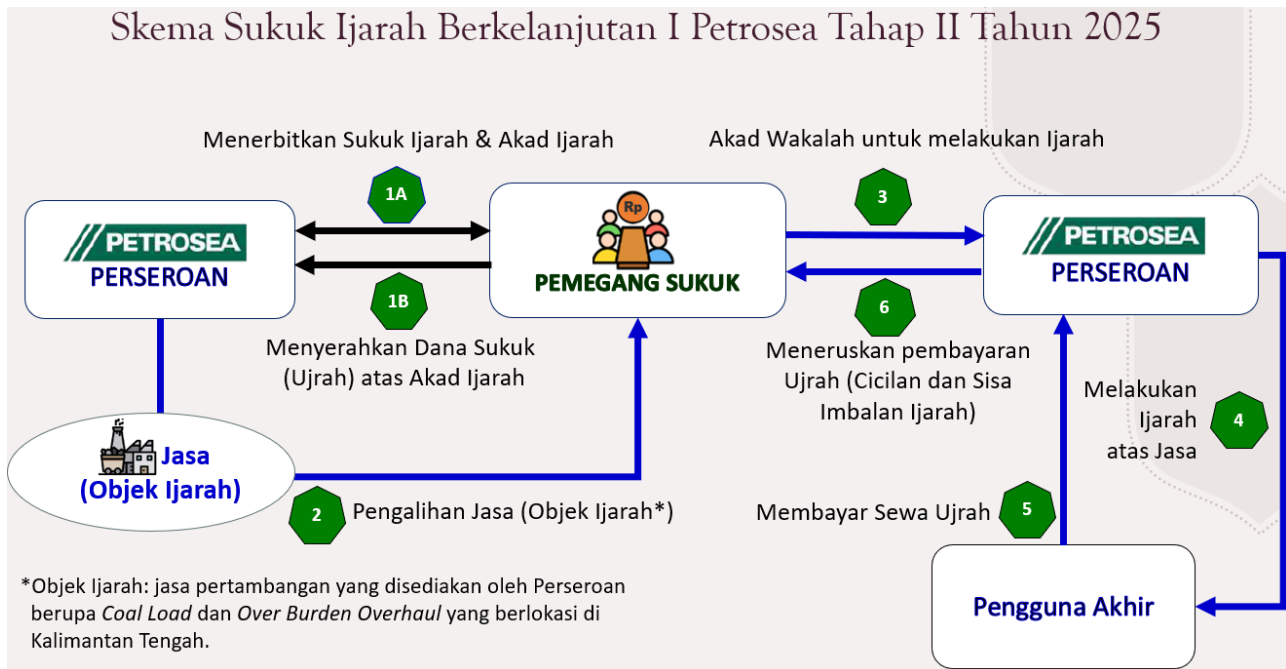 Skema Sukuk Ijarah Berkelanjutan I Petrosea Tahap II Tahun 2025
Menerbitkan Sukuk Ijarah & Akad Ijarah
Akad Wakalah untuk melakukan Ijarah
1A
3
Rp
PETROSEA
PERSEROAN
PEMEGANG SUKUK
PETROSEA
PERSEROAN
1B
6
Menyerahkan Dana Sukuk
(Ujrah) atas Akad Ijarah
Meneruskan pembayaran
Ujrah (Cicilan dan Sisa
Imbalan Ijarah)
Melakukan
Ijarah
atas Jasa
4
Jasa
(Objek Ijarah)
2
Pengalihan Jasa (Objek Ijarah*)
Membayar Sewa Ujrah
5
Pengguna Akhir
*Objek Ijarah: jasa pertambangan yang disediakan oleh Perseroan
berupa Coal Load dan Over Burden Overhaul yang berlokasi di
Kalimantan Tengah.